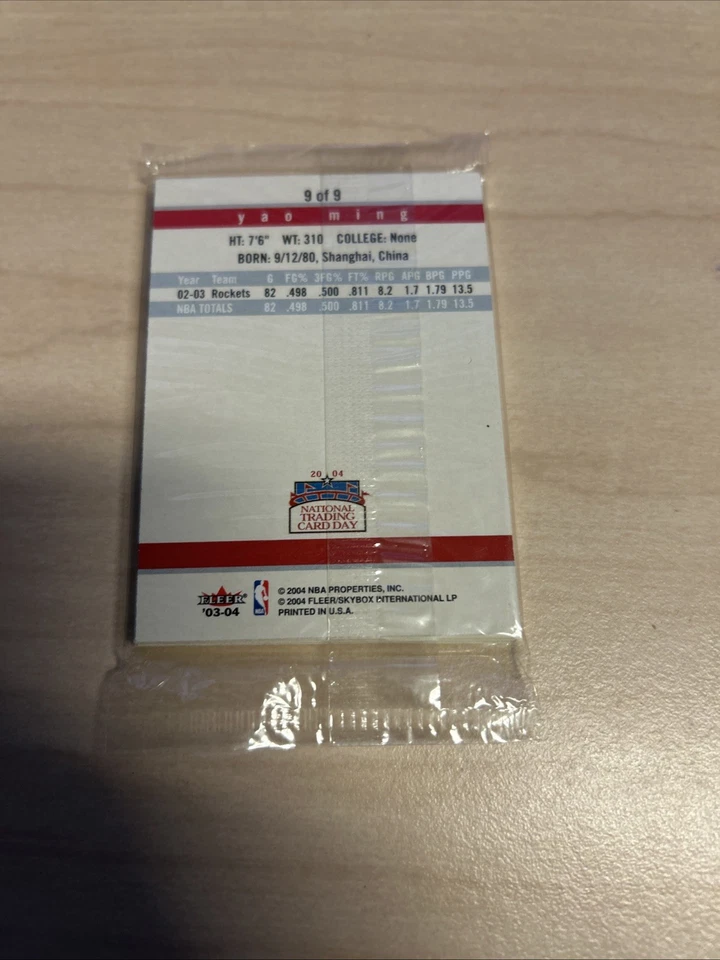 9 of 9
yao ming
HT: 7'6" WT: 310 COLLEGE: None
BORN: 9/12/80, Shanghai, China
Year Team G FG% 3FG% FT% RPG APG BPG PPG
02-03 Rockets 82 .498 .500 .811 8.2 1.7 1.79 13.5
NBA TOTALS 82 .498 .500 .811 8.2 1.7 1.79 13.5
20 04
NATIONAL
TRADING
CARD DAY
FLEER
'03-04
NBA
© 2004 NBA PROPERTIES, INC.
© 2004 FLEER/SKYBOX INTERNATIONAL LP
PRINTED IN U.S.A.